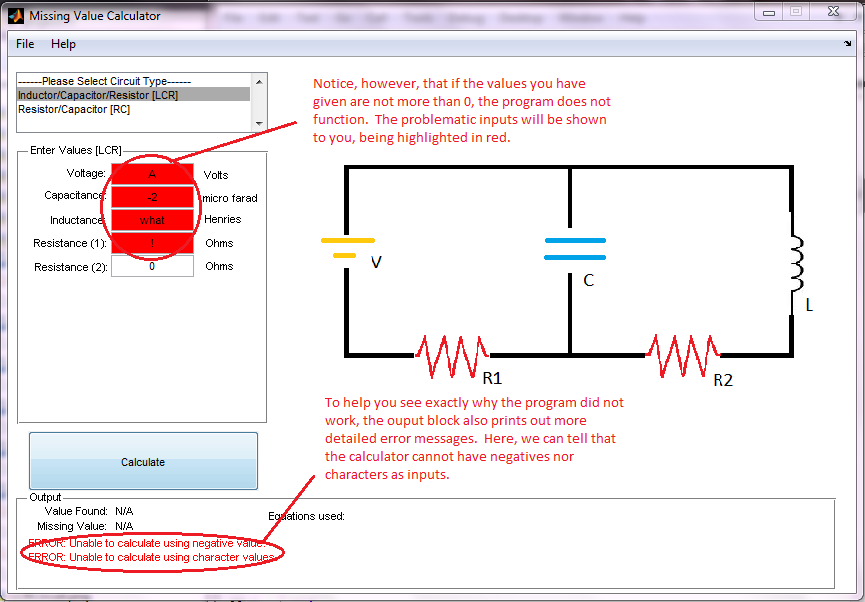 Missing Value Calculator
File Help
------Please Select Circuit Type------
Inductor/Capacitor/Resistor [LCR]
Resistor/Capacitor [RC]
Notice, however, that if the values you have
given are not more than 0, the program does not
function. The problematic inputs will be shown
to you, being highlighted in red.
Enter Values [LCR]
Voltage: A Volts
Capacitance: -2 micro farad
Inductance: what Henries
Resistance (1): ! Ohms
Resistance (2): 0 Ohms
V
C
L
R1
R2
To help you see exactly why the program did not
work, the ouput block also prints out more
detailed error messages. Here, we can tell that
the calculator cannot have negatives nor
characters as inputs.
Calculate
Output
Value Found: N/A
Missing Value: N/A
Equations used:
ERROR: Unable to calculate using negative value.
ERROR: Unable to calculate using character values.